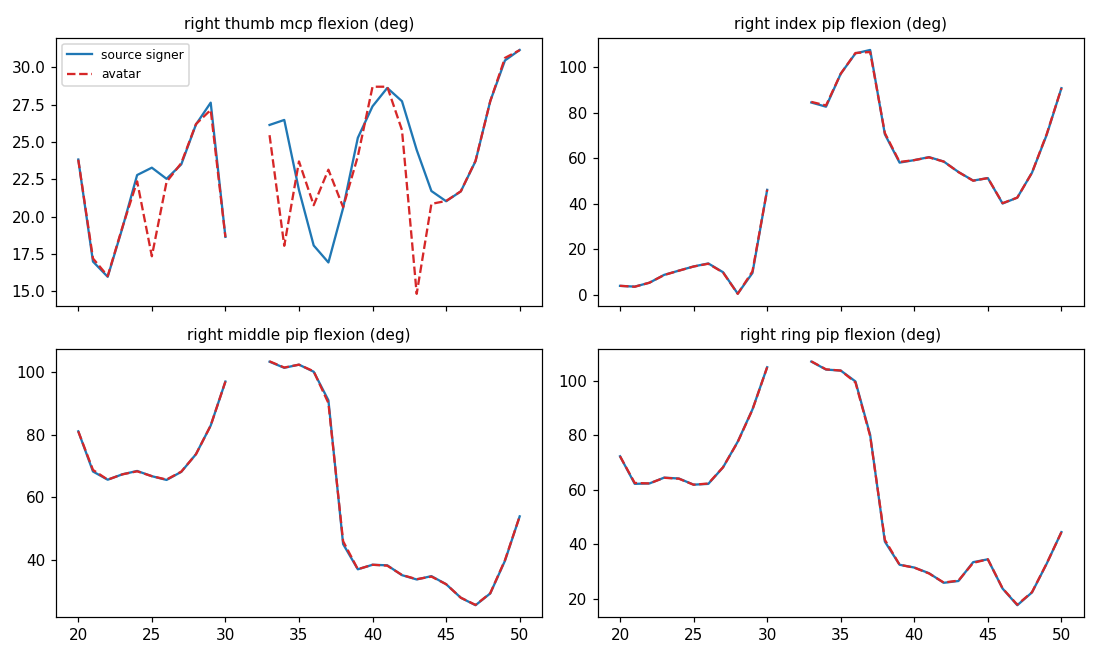 right thumb mcp flexion (deg)
source signer
avatar
30.0
27.5
25.0
22.5
20.0
17.5
15.0
right index pip flexion (deg)
100
80
60
40
20
0
right middle pip flexion (deg)
100
80
60
40
20 25 30 35 40 45 50
right ring pip flexion (deg)
100
80
60
40
20
20 25 30 35 40 45 50